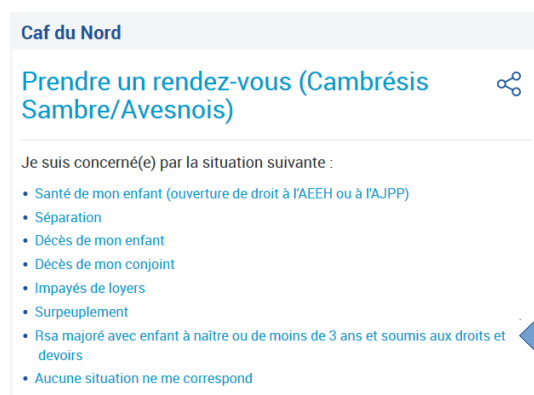 Caf du Nord
Prendre un rendez-vous (Cambrésis
Sambre/Avesnois)
Je suis concerné(e) par la situation suivante :
• Santé de mon enfant (ouverture de droit à l'AEEH ou à l'AJPP)
• Séparation
• Décès de mon enfant
• Décès de mon conjoint
• Impayés de loyers
• Surpeuplement
• Rsa majoré avec enfant à naître ou de moins de 3 ans et soumis aux droits et
devoirs
• Aucune situation ne me correspond